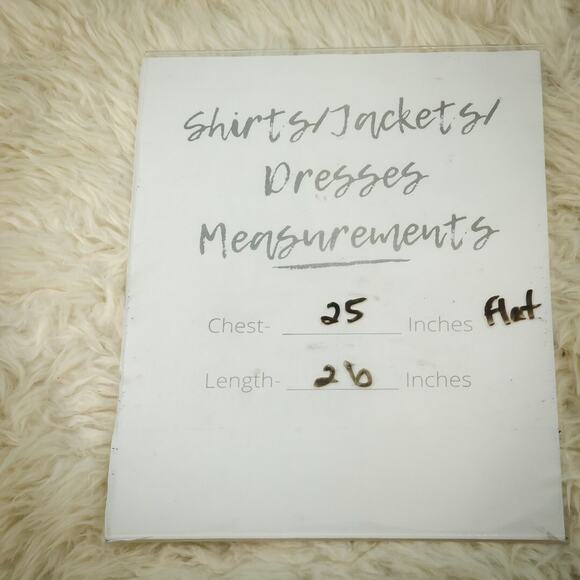 Shirts/Jackets/
Dresses
Measurements
Chest- 25 Inches Flat
Length- 26 Inches